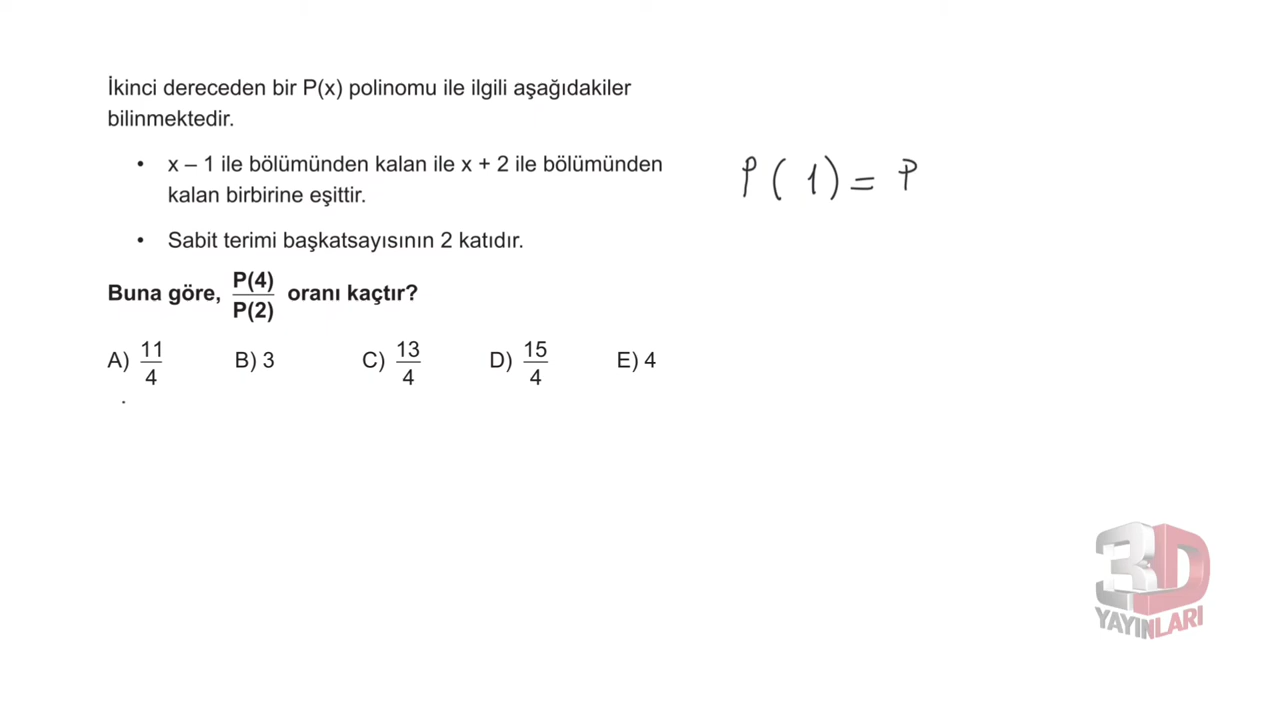 İkinci dereceden bir P(x) polinomu ile ilgili aşağıdakiler
bilinmektedir.
• x – 1 ile bölümünden kalan ile x + 2 ile bölümünden
kalan birbirine eşittir.
• Sabit terimi başkatsayısının 2 katıdır.
Buna göre, P(4)/P(2) oranı kaçtır?
A) 11/4 B) 3 C) 13/4 D) 15/4 E) 4
P(1) = P
3D
YAYINLARI